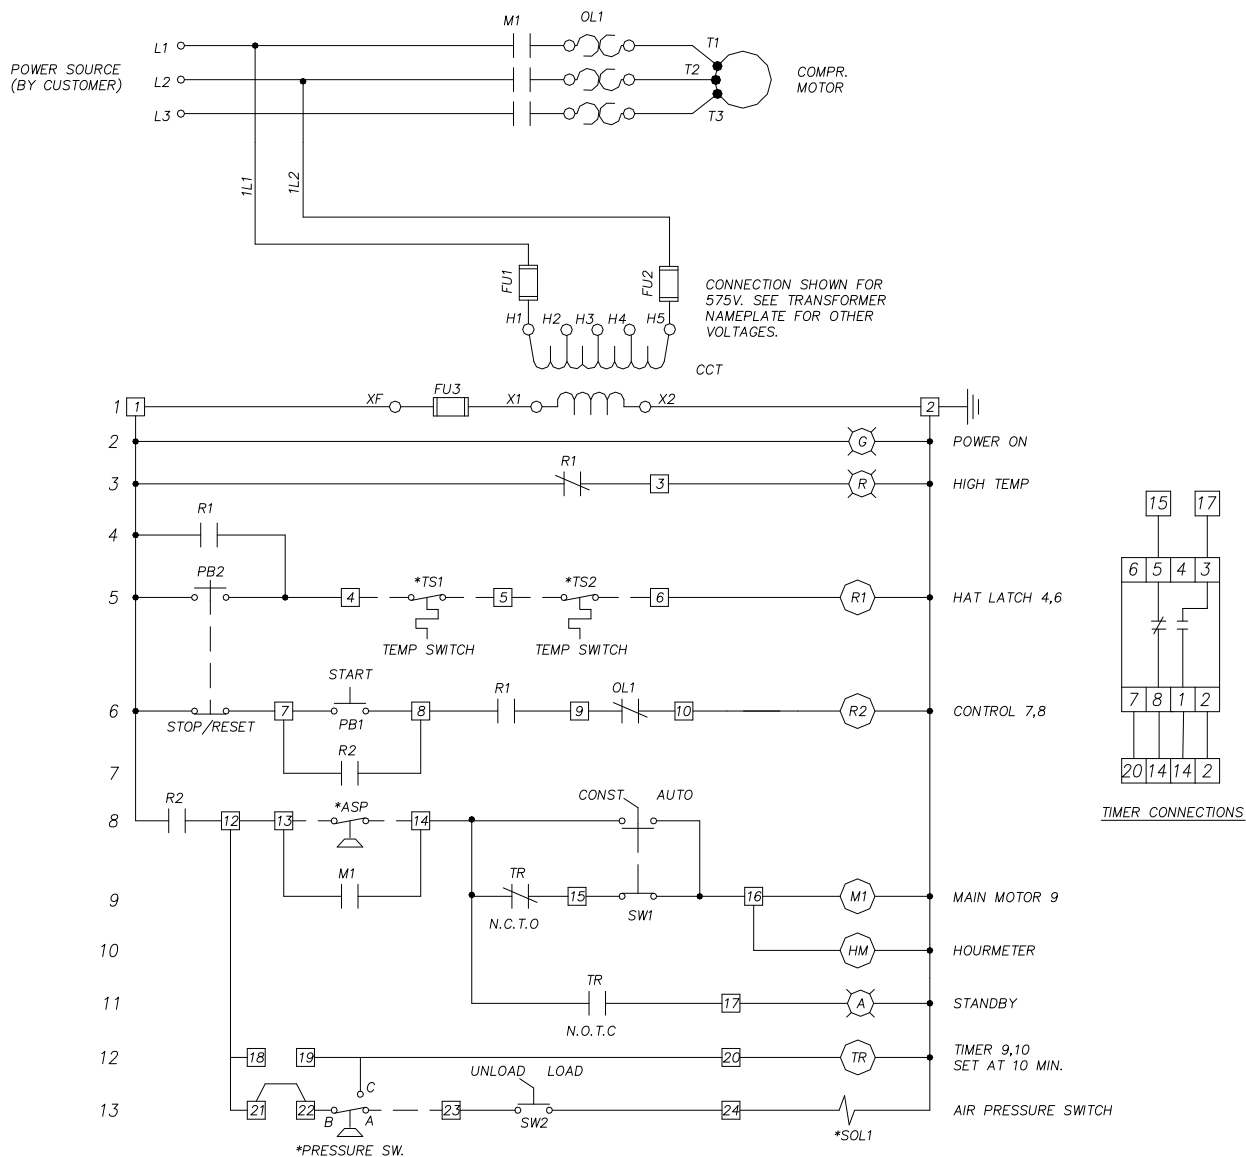 M1 OL1
L1 T1
POWER SOURCE
(BY CUSTOMER)
L2 T2
COMPR.
MOTOR
L3 T3
1L1 1L2
FU1 FU2
CONNECTION SHOWN FOR
575V. SEE TRANSFORMER
NAMEPLATE FOR OTHER
VOLTAGES.
H1 H2 H3 H4 H5
CCT
FU3
1 1 XF X1 X2 2
2 G POWER ON
R1
3 3 R HIGH TEMP
R1
4
PB2 *TS1 *TS2
5 4 5 6 R1 HAT LATCH 4,6
TEMP SWITCH TEMP SWITCH
START R1 OL1
6 7 8 9 10 R2 CONTROL 7,8
STOP/RESET PB1
R2
7
R2 *ASP CONST AUTO
8 12 13 14
M1 TR
9 15 16 M1 MAIN MOTOR 9
N.C.T.O SW1
10 HM HOURMETER
TR
11 17 A STANDBY
N.O.T.C
12 18 19 20 TR TIMER 9,10
SET AT 10 MIN.
C UNLOAD LOAD
13 21 22 B A 23 24 AIR PRESSURE SWITCH
SW2 *SOL1
*PRESSURE SW.
15 17
6 5 4 3
7 8 1 2
20 14 14 2
TIMER CONNECTIONS